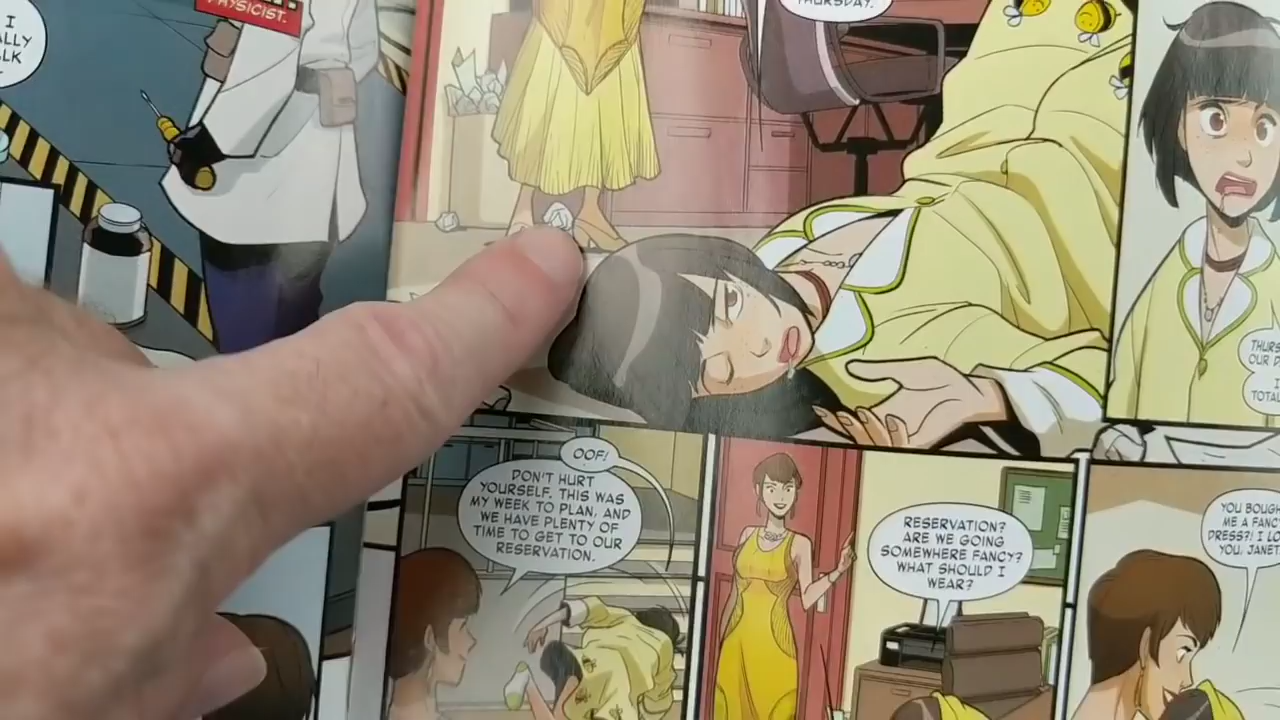 I
PHYSICIST.
THURSDAY.
OOF!
DON'T HURT
YOURSELF. THIS WAS
MY WEEK TO PLAN, AND
WE HAVE PLENTY OF
TIME TO GET TO OUR
RESERVATION.
RESERVATION?
ARE WE GOING
SOMEWHERE FANCY?
WHAT SHOULD I
WEAR?
THURS
OUR D
I
TOTAL
YOU BOUGH
ME A FANC
DRESS?! I LO
YOU, JANET